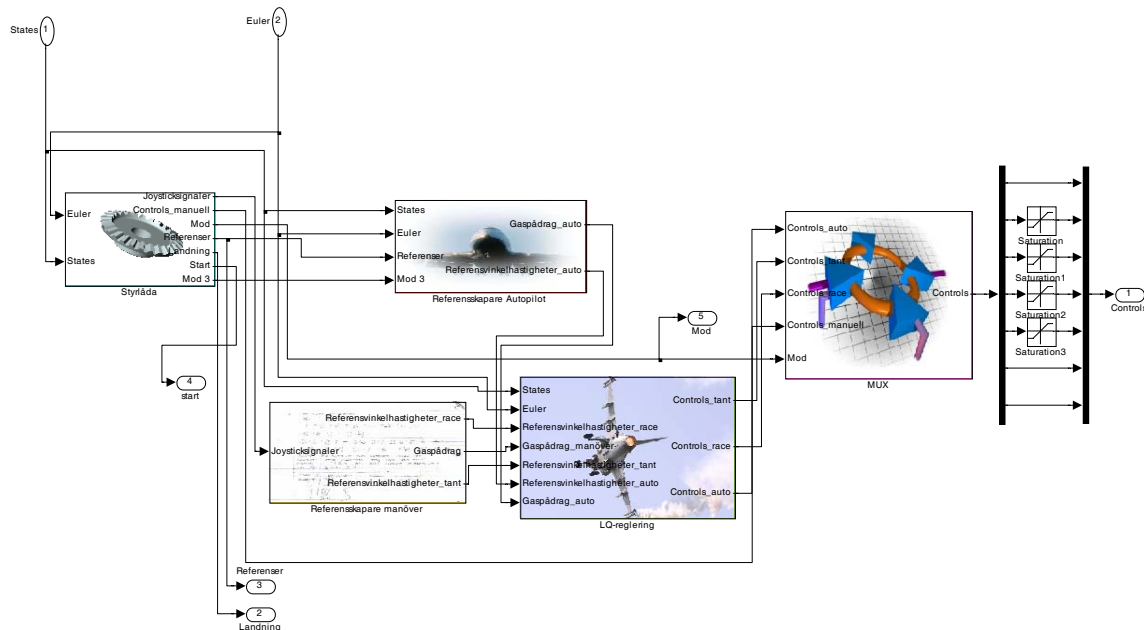 States
1
Euler
2
Euler
States
Joysticksignaler
Controls_manuell
Mod
Referenser
Landning
Start
Mod 3
Styrlåda
States
Euler
Referenser
Mod 3
Gaspådrag_auto
Referensvinkelhastigheter_auto
Referensskapare Autopilot
5
Mod
4
start
Joysticksignaler
Referensvinkelhastigheter_race
Gaspådrag
Referensvinkelhastigheter_tant
Referensskapare manöver
States
Euler
Referensvinkelhastigheter_race
Gaspådrag_manöver
Referensvinkelhastigheter_tant
Referensvinkelhastigheter_auto
Gaspådrag_auto
Controls_tant
Controls_race
Controls_auto
LQ-reglering
Controls_auto
Controls_tant
Controls_race
Controls_manuell
Mod
Controls
MUX
Saturation
Saturation1
Saturation2
Saturation3
1
Controls
Referenser
3
2
Landning